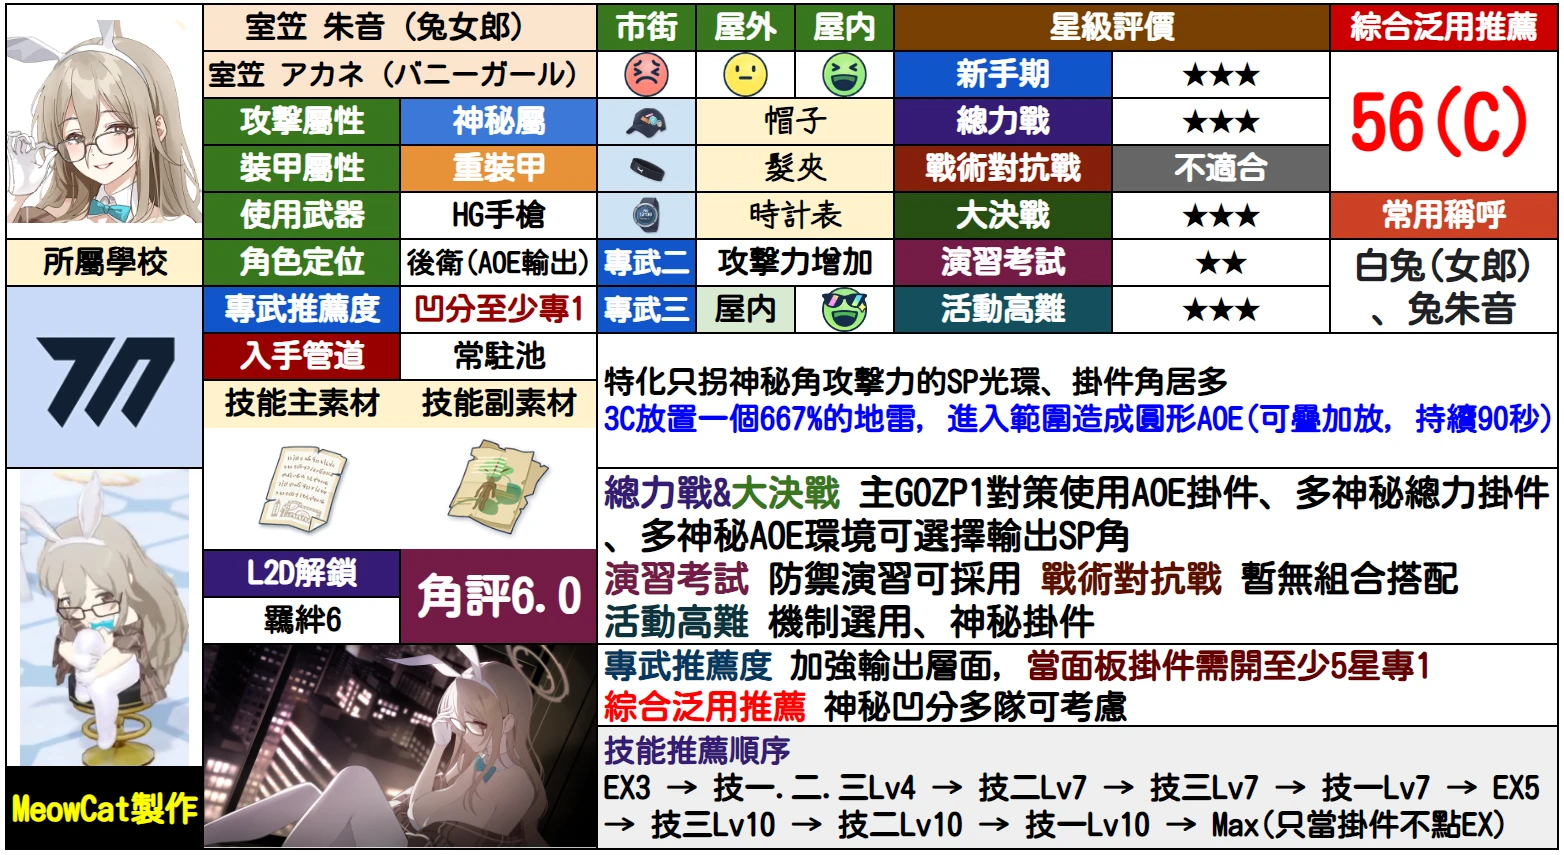 室笠 朱音 (兔女郎)
室笠 アカネ (バニーガール)
市街
屋外
屋内
星級評價
綜合泛用推薦
新手期
★★★
56(C)
攻擊屬性
神秘屬
帽子
總力戰
★★★
裝甲屬性
重裝甲
髮夾
戰術對抗戰
不適合
使用武器
HG手槍
時計表
大決戰
★★★
常用稱呼
所屬學校
角色定位
後衛(AOE輸出)
專武二
攻擊力增加
演習考試
★★
白兔(女郎)
、兔朱音
專武推薦度
凹分至少專1
專武三
屋内
活動高難
★★★
入手管道
常駐池
技能主素材
技能副素材
特化只拐神秘角攻擊力的SP光環、掛件角居多
3C放置一個667%的地雷, 進入範圍造成圓形AOE(可疊加放, 持續90秒)
總力戰&大決戰 主GOZP1對策使用AOE掛件、多神秘總力掛件
、多神秘AOE環境可選擇輸出SP角
演習考試 防禦演習可採用 戰術對抗戰 暫無組合搭配
活動高難 機制選用、神秘掛件
L2D解鎖
羈絆6
角評6.0
專武推薦度 加強輸出層面, 當面板掛件需開至少5星專1
綜合泛用推薦 神秘凹分多隊可考慮
技能推薦順序
EX3 → 技一.二.三Lv4 → 技二Lv7 → 技三Lv7 → 技一Lv7 → EX5
→ 技三Lv10 → 技二Lv10 → 技一Lv10 → Max(只當掛件不點EX)
MeowCat製作